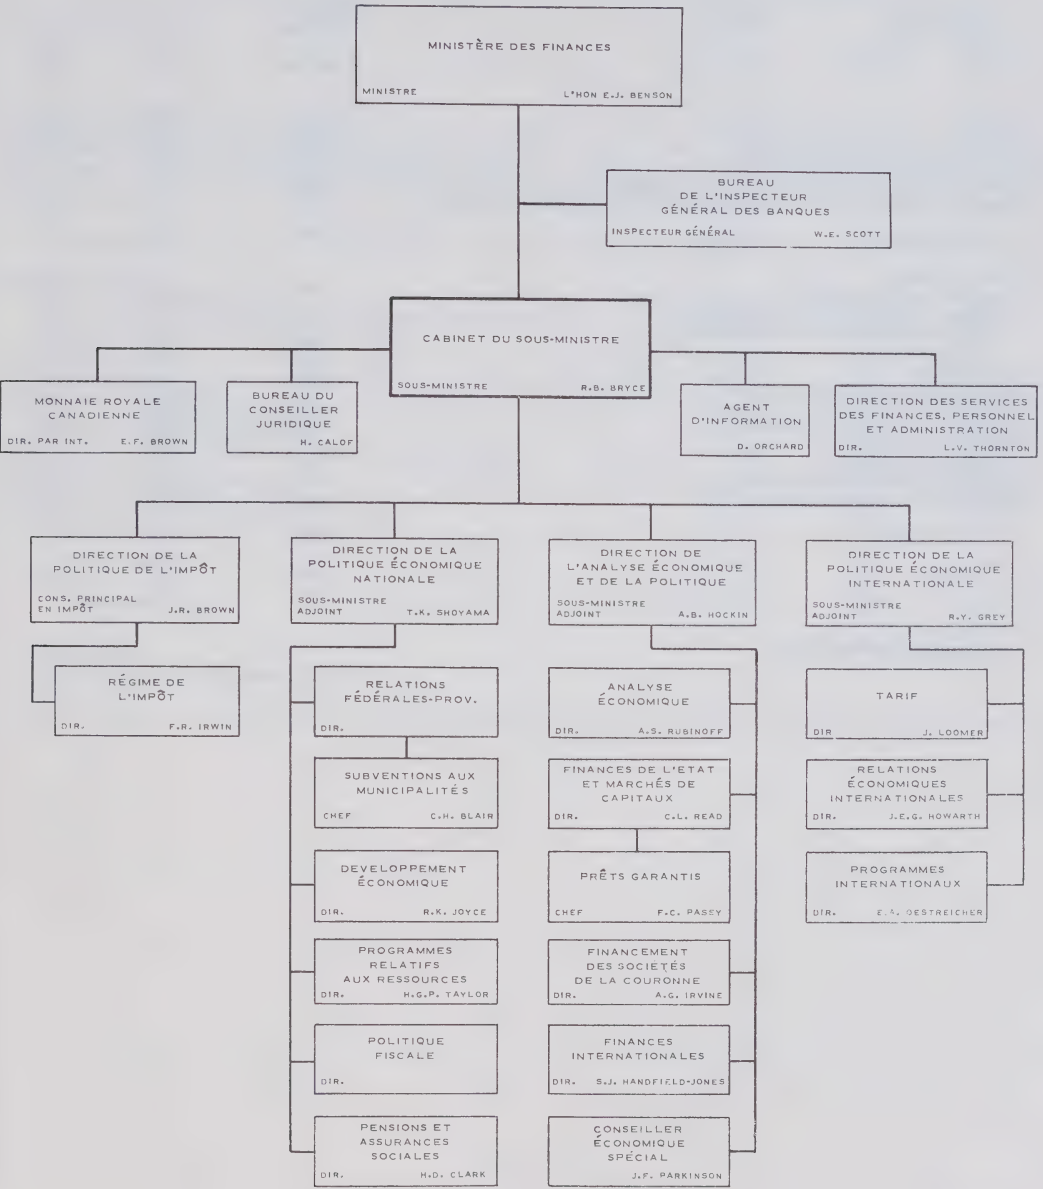 MINISTÈRE DES FINANCES
MINISTRE L'HON E.J. BENSON
BUREAU
DE L'INSPECTEUR
GÉNÉRAL DES BANQUES
INSPECTEUR GÉNÉRAL W.E. SCOTT
CABINET DU SOUS-MINISTRE
SOUS-MINISTRE R.B. BRYCE
MONNAIE ROYALE
CANADIENNE
DIR. PAR INT. E.F. BROWN
BUREAU DU
CONSEILLER
JURIDIQUE
H. CALOF
AGENT
D'INFORMATION
D. ORCHARD
DIRECTION DES SERVICES
DES FINANCES, PERSONNEL
ET ADMINISTRATION
DIR. L.V. THORNTON
DIRECTION DE LA
POLITIQUE DE L'IMPÔT
CONS. PRINCIPAL
EN IMPÔT J.R. BROWN
RÉGIME DE
L'IMPÔT
DIR. F.R. IRWIN
DIRECTION DE LA
POLITIQUE ÉCONOMIQUE
NATIONALE
SOUS-MINISTRE
ADJOINT T.K. SHOYAMA
RELATIONS
FÉDÉRALES-PROV.
DIR.
SUBVENTIONS AUX
MUNICIPALITÉS
CHEF C.H. BLAIR
DEVELOPPEMENT
ÉCONOMIQUE
DIR. R.K. JOYCE
PROGRAMMES
RELATIFS
AUX RESSOURCES
DIR. H.G.P. TAYLOR
POLITIQUE
FISCALE
DIR.
PENSIONS ET
ASSURANCES
SOCIALES
DIR. H.D. CLARK
DIRECTION DE
L'ANALYSE ÉCONOMIQUE
ET DE LA POLITIQUE
SOUS-MINISTRE
ADJOINT A.B. HOCKIN
ANALYSE
ÉCONOMIQUE
DIR. A.S. RUBINOFF
FINANCES DE L'ETAT
ET MARCHÉS DE
CAPITAUX
DIR. C.L. READ
PRÊTS GARANTIS
CHEF F.C. PASSY
FINANCEMENT
DES SOCIÉTÉS
DE LA COURONNE
DIR. A.G. IRVINE
FINANCES
INTERNATIONALES
DIR. S.J. HANDFIELD-JONES
CONSEILLER
ÉCONOMIQUE
SPÉCIAL
J.F. PARKINSON
DIRECTION DE LA
POLITIQUE ÉCONOMIQUE
INTERNATIONALE
SOUS-MINISTRE
ADJOINT R.Y. GREY
TARIF
DIR J. LOOMER
RELATIONS
ÉCONOMIQUES
INTERNATIONALES
DIR. J.E.G. HOWARTH
PROGRAMMES
INTERNATIONAUX
DIR. E.A. OESTREICHER